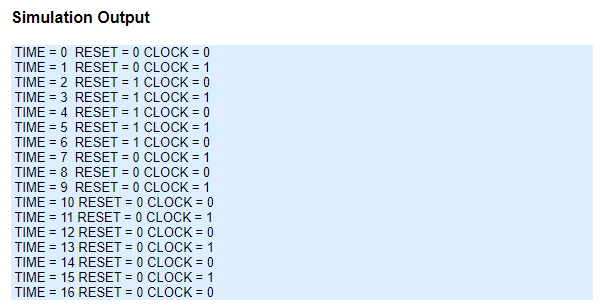 Simulation Output
TIME = 0 RESET = 0 CLOCK = 0
TIME = 1 RESET = 0 CLOCK = 1
TIME = 2 RESET = 1 CLOCK = 0
TIME = 3 RESET = 1 CLOCK = 1
TIME = 4 RESET = 1 CLOCK = 0
TIME = 5 RESET = 1 CLOCK = 1
TIME = 6 RESET = 1 CLOCK = 0
TIME = 7 RESET = 0 CLOCK = 1
TIME = 8 RESET = 0 CLOCK = 0
TIME = 9 RESET = 0 CLOCK = 1
TIME = 10 RESET = 0 CLOCK = 0
TIME = 11 RESET = 0 CLOCK = 1
TIME = 12 RESET = 0 CLOCK = 0
TIME = 13 RESET = 0 CLOCK = 1
TIME = 14 RESET = 0 CLOCK = 0
TIME = 15 RESET = 0 CLOCK = 1
TIME = 16 RESET = 0 CLOCK = 0